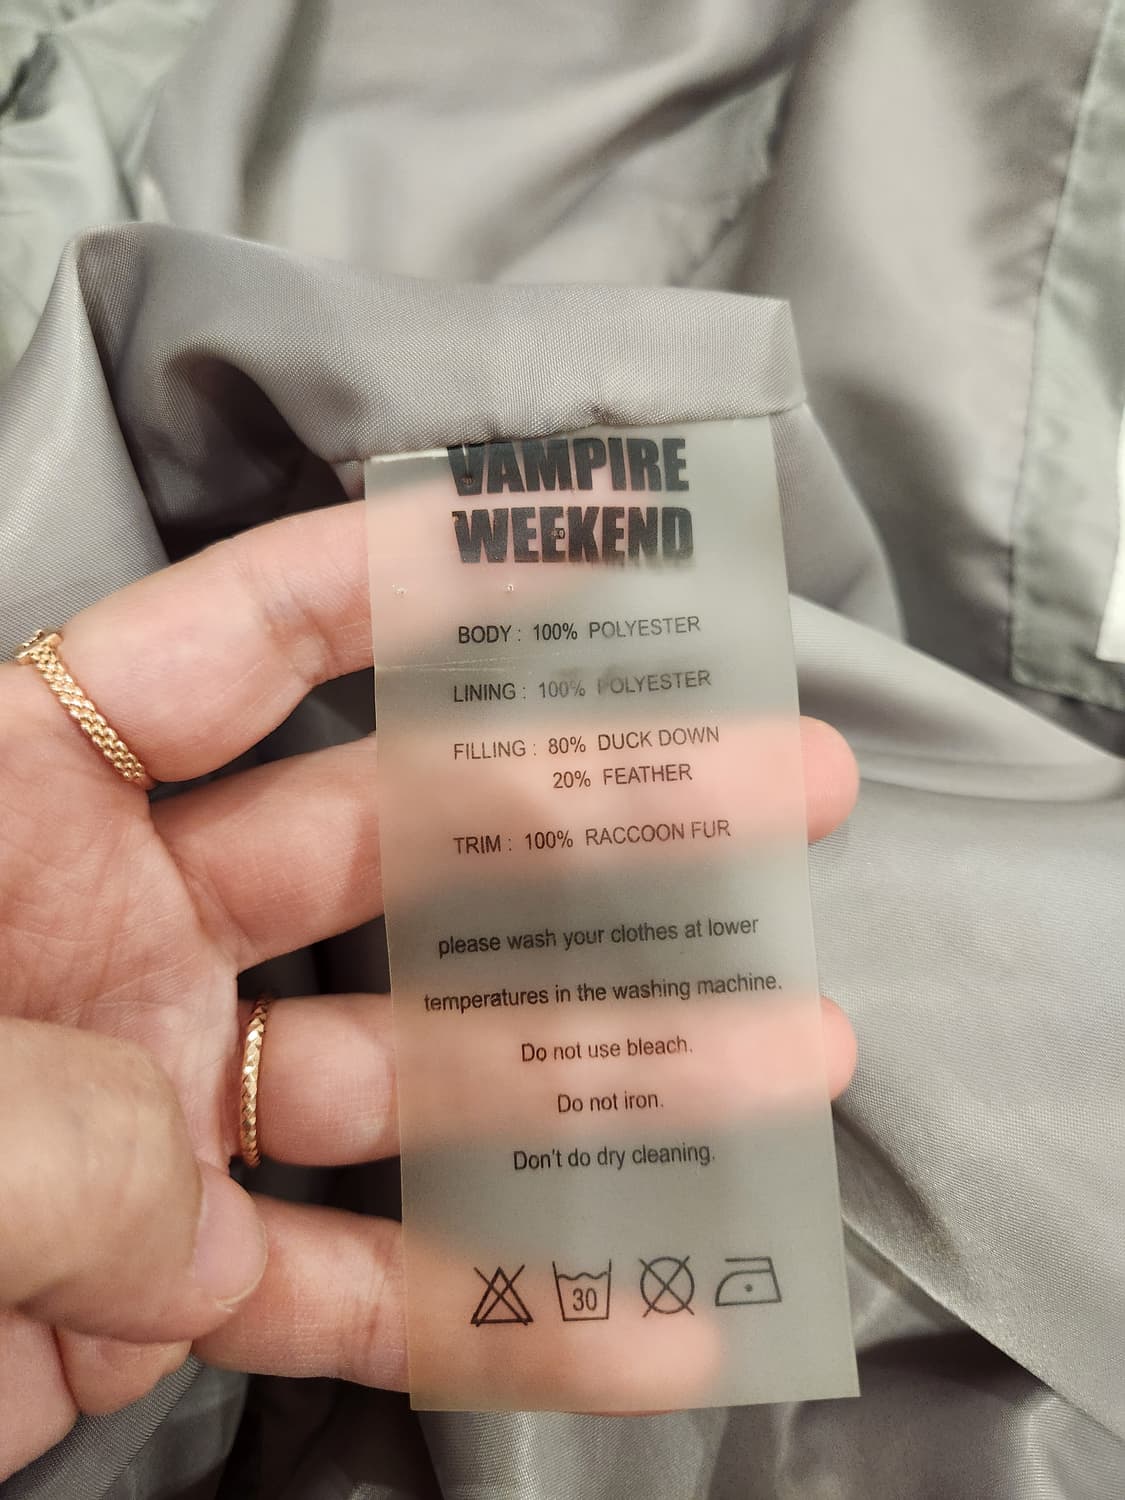 VAMPIRE
WEEKEND
BODY : 100% POLYESTER
LINING : 100% POLYESTER
FILLING : 80% DUCK DOWN
20% FEATHER
TRIM : 100% RACCOON FUR
please wash your clothes at lower
temperatures in the washing machine.
Do not use bleach.
Do not iron.
Don't do dry cleaning.
30